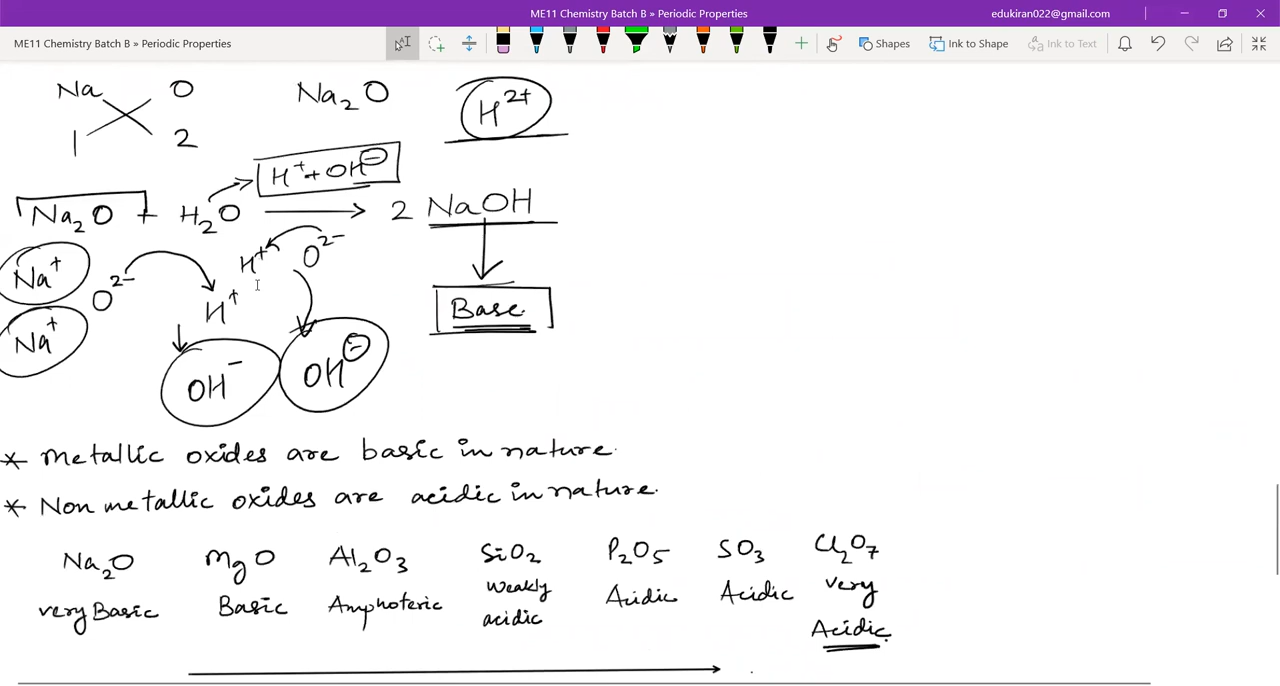 ME11 Chemistry Batch B » Periodic Properties
edukiran022@gmail.com
ME11 Chemistry Batch B » Periodic Properties
Shapes
Ink to Shape
Ink to Text
Na O Na₂O H²⁺
1 2
H⁺ + OH⁻
Na₂O + H₂O → 2 NaOH
Na⁺ O²⁻ H⁺ O²⁻
Na⁺ H⁺ Base
OH⁻ OH⁻
* Metallic oxides are basic in nature.
* Non metallic oxides are acidic in nature.
Na₂O MgO Al₂O₃ SiO₂ P₂O₅ SO₃ Cl₂O₇
very Basic Basic Amphoteric weakly acidic Acidic Acidic very Acidic.